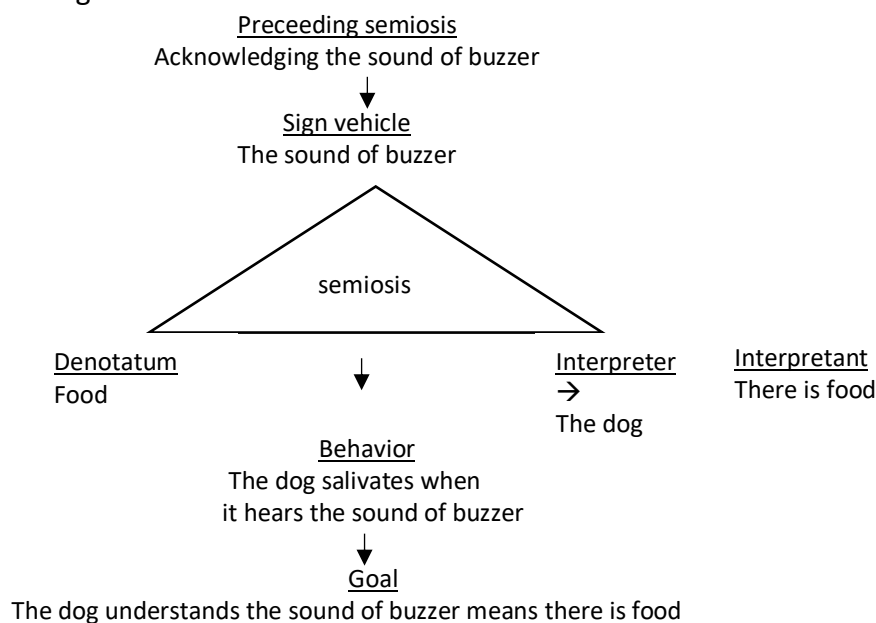 Preceeding semiosis
Acknowledging the sound of buzzer
Sign vehicle
The sound of buzzer
semiosis
Denotatum
Food
Interpreter
→
The dog
Interpretant
There is food
Behavior
The dog salivates when
it hears the sound of buzzer
Goal
The dog understands the sound of buzzer means there is food